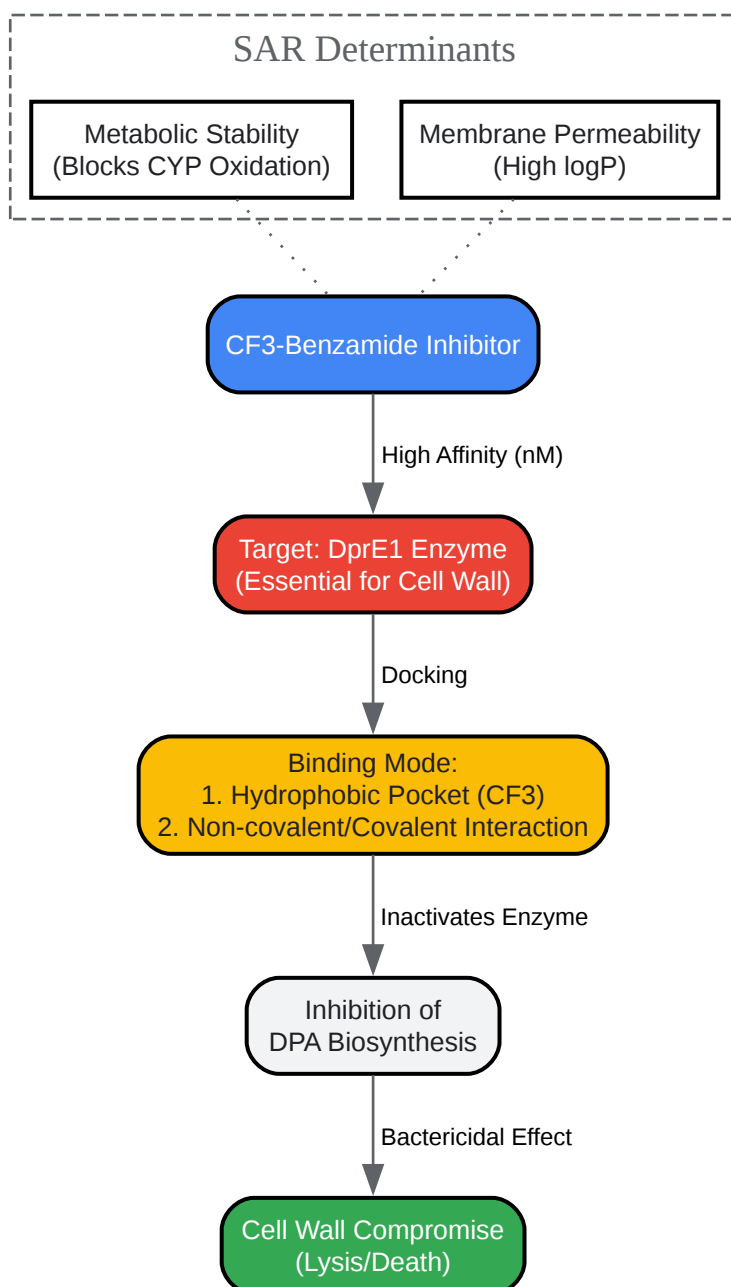 SAR Determinants
Metabolic Stability
(Blocks CYP Oxidation)
Membrane Permeability
(High logP)
CF3-Benzamide Inhibitor
High Affinity (nM)
Target: DprE1 Enzyme
(Essential for Cell Wall)
Docking
Binding Mode:
1. Hydrophobic Pocket (CF3)
2. Non-covalent/Covalent Interaction
Inactivates Enzyme
Inhibition of
DPA Biosynthesis
Bactericidal Effect
Cell Wall Compromise
(Lysis/Death)